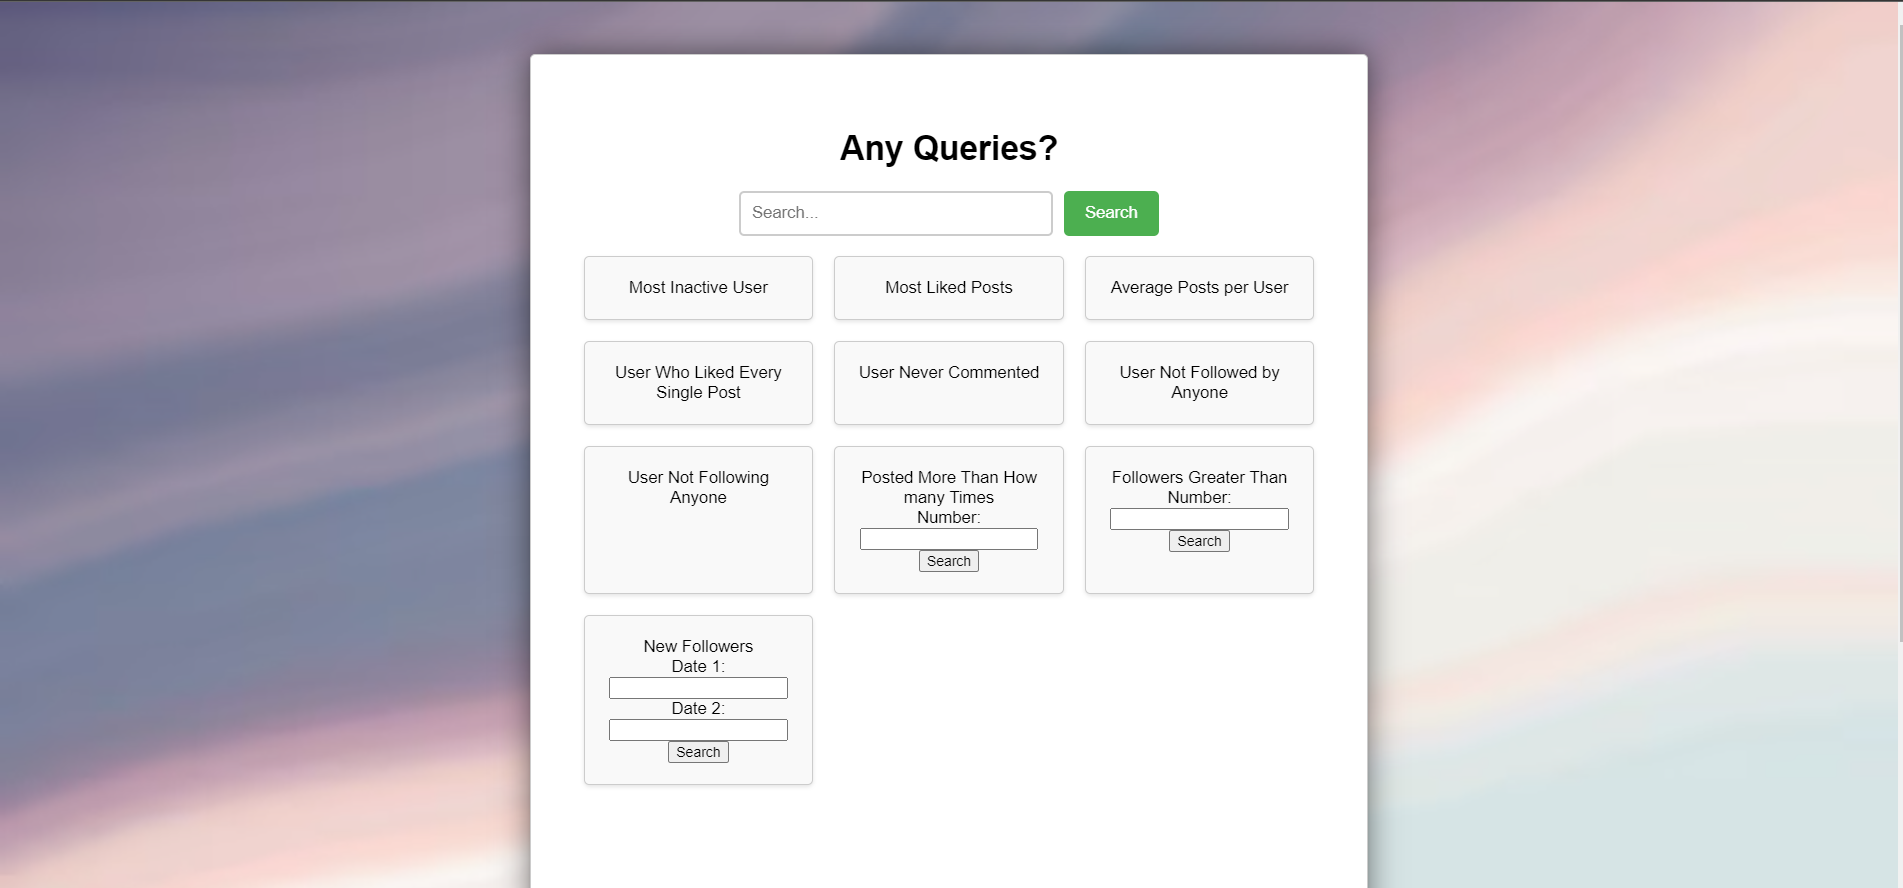 Any Queries?
Search...
Search
Most Inactive User
Most Liked Posts
Average Posts per User
User Who Liked Every
Single Post
User Never Commented
User Not Followed by
Anyone
User Not Following
Anyone
Posted More Than How
many Times
Number:
Search
Followers Greater Than
Number:
Search
New Followers
Date 1:
Date 2:
Search